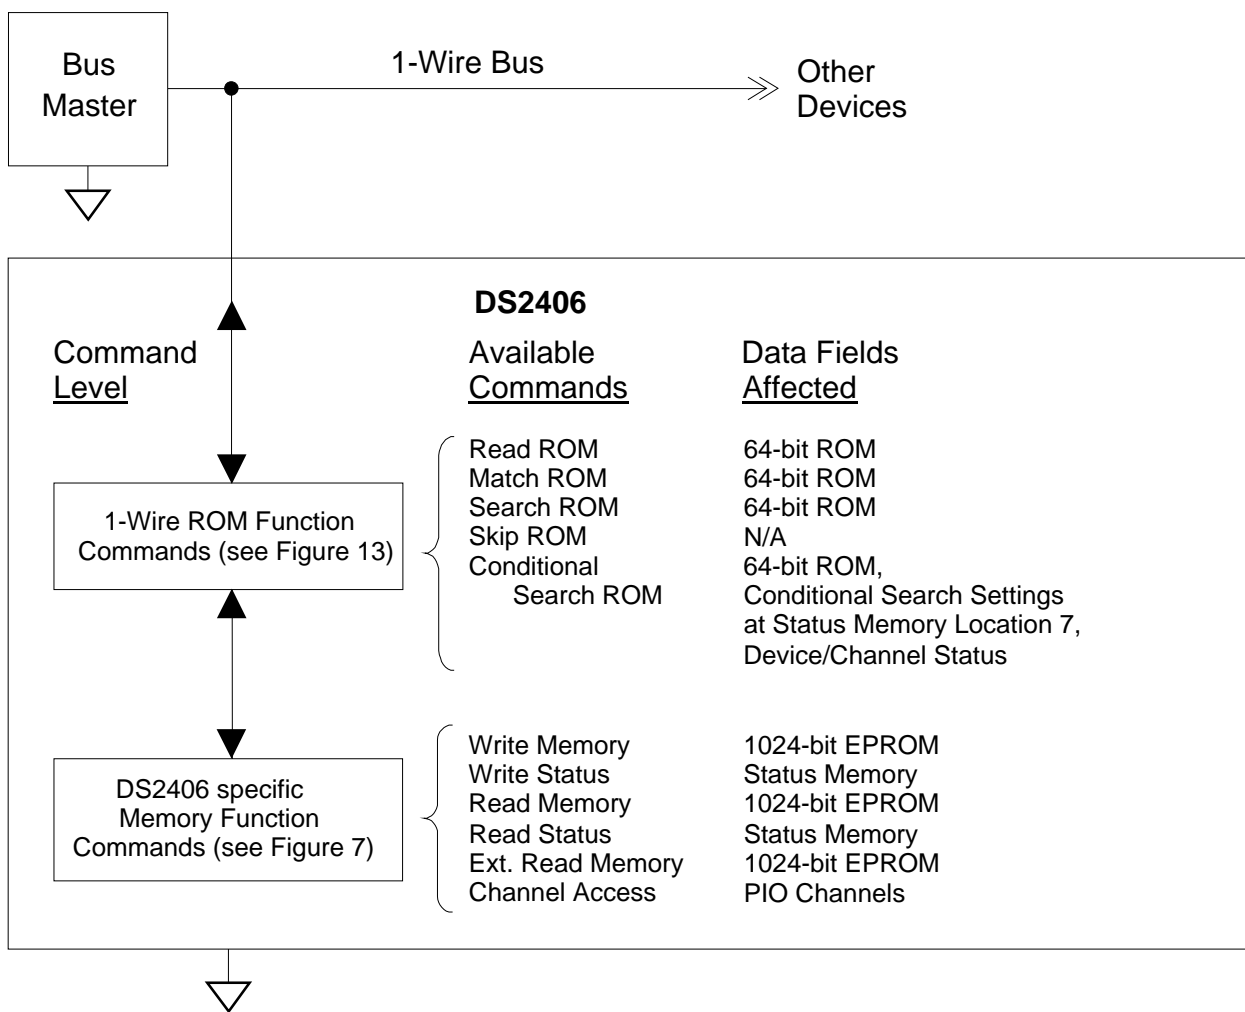 Bus
Master
1-Wire Bus
Other
Devices
DS2406
Command
Level
Available
Commands
Data Fields
Affected
Read ROM 64-bit ROM
Match ROM 64-bit ROM
Search ROM 64-bit ROM
Skip ROM N/A
Conditional 64-bit ROM,
Search ROM Conditional Search Settings
at Status Memory Location 7,
Device/Channel Status
1-Wire ROM Function
Commands (see Figure 13)
Write Memory 1024-bit EPROM
Write Status Status Memory
Read Memory 1024-bit EPROM
Read Status Status Memory
Ext. Read Memory 1024-bit EPROM
Channel Access PIO Channels
DS2406 specific
Memory Function
Commands (see Figure 7)